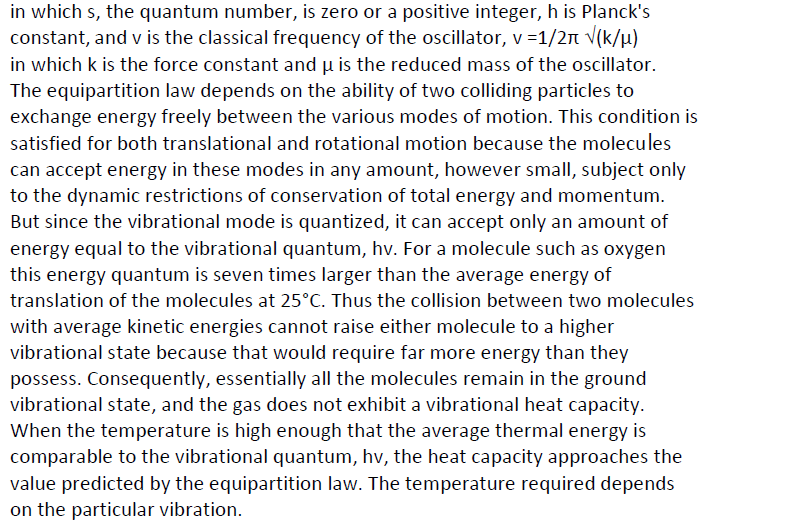 in which s, the quantum number, is zero or a positive integer, h is Planck's
constant, and v is the classical frequency of the oscillator, v =1/2π √(k/μ)
in which k is the force constant and μ is the reduced mass of the oscillator.
The equipartition law depends on the ability of two colliding particles to
exchange energy freely between the various modes of motion. This condition is
satisfied for both translational and rotational motion because the molecules
can accept energy in these modes in any amount, however small, subject only
to the dynamic restrictions of conservation of total energy and momentum.
But since the vibrational mode is quantized, it can accept only an amount of
energy equal to the vibrational quantum, hv. For a molecule such as oxygen
this energy quantum is seven times larger than the average energy of
translation of the molecules at 25°C. Thus the collision between two molecules
with average kinetic energies cannot raise either molecule to a higher
vibrational state because that would require far more energy than they
possess. Consequently, essentially all the molecules remain in the ground
vibrational state, and the gas does not exhibit a vibrational heat capacity.
When the temperature is high enough that the average thermal energy is
comparable to the vibrational quantum, hv, the heat capacity approaches the
value predicted by the equipartition law. The temperature required depends
on the particular vibration.